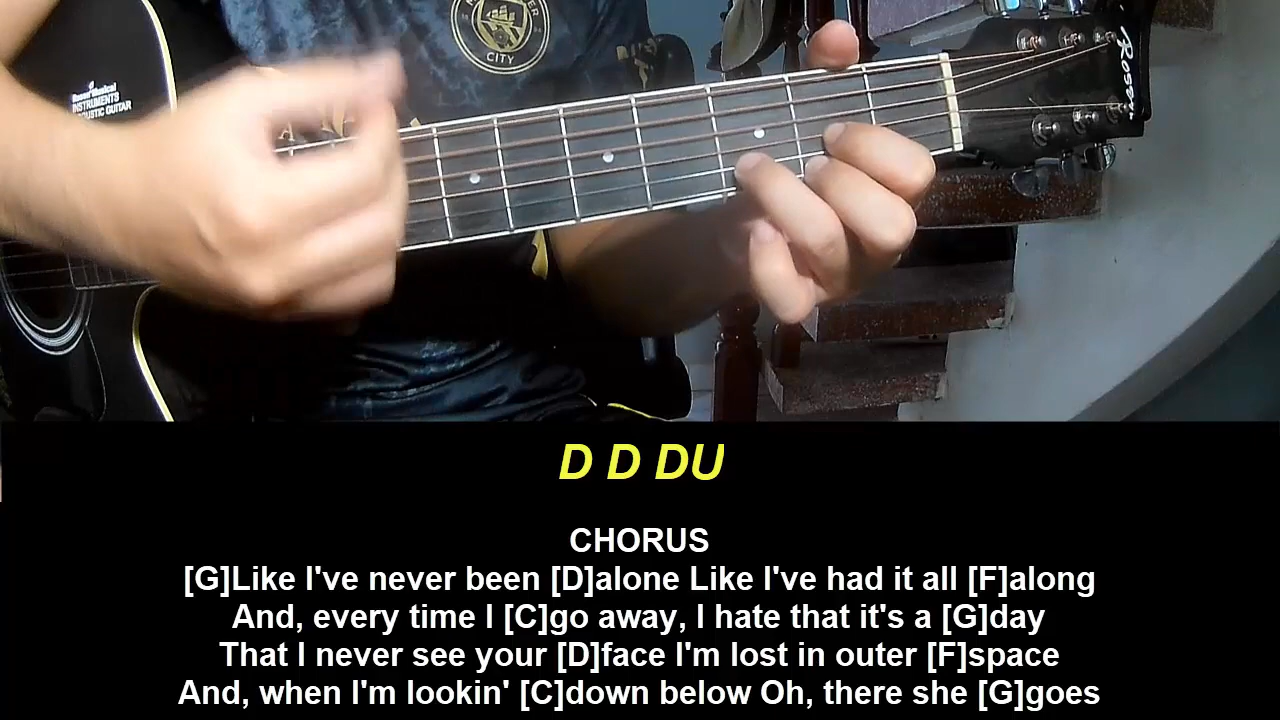 CITY
INSTRUMENTS
D D DU
CHORUS
[G]Like I've never been [D]alone Like I've had it all [F]along
And, every time I [C]go away, I hate that it's a [G]day
That I never see your [D]face I'm lost in outer [F]space
And, when I'm lookin' [C]down below Oh, there she [G]goes